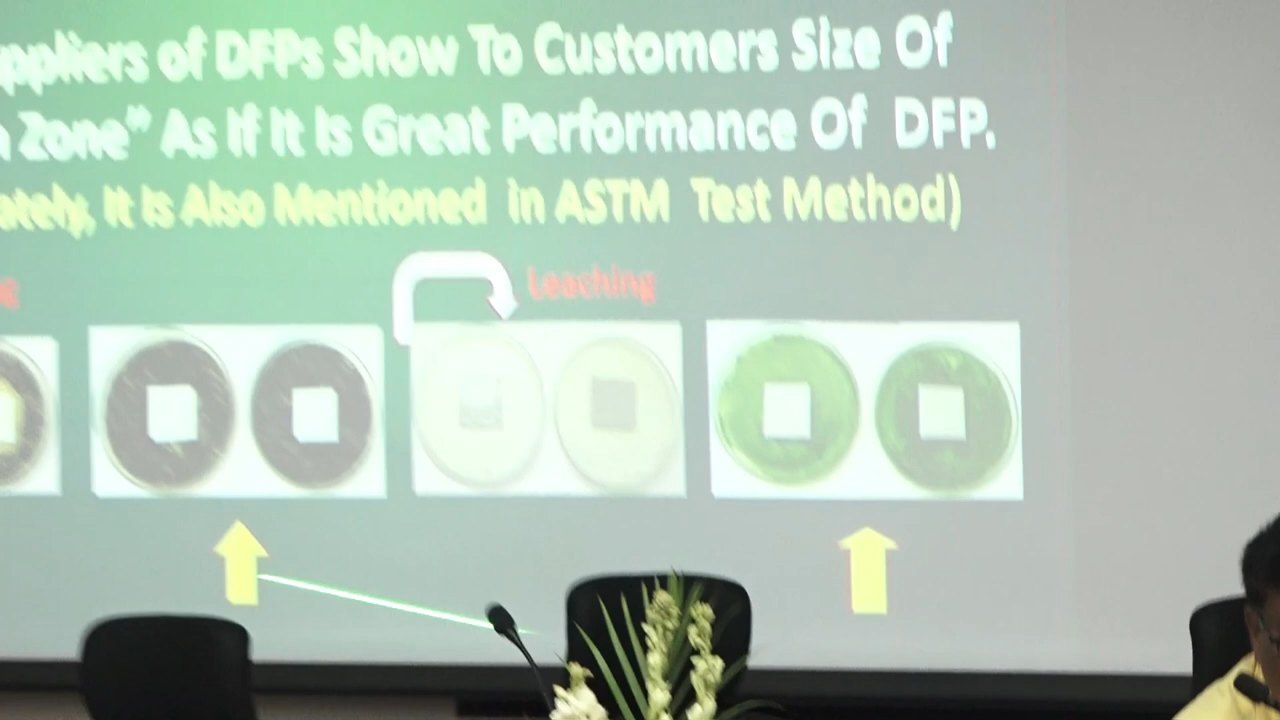 ppliers of DFPs Show To Customers Size Of
Zone" As If It Is Great Performance Of DFP.
ately, It Is Also Mentioned in ASTM Test Method)
Leaching